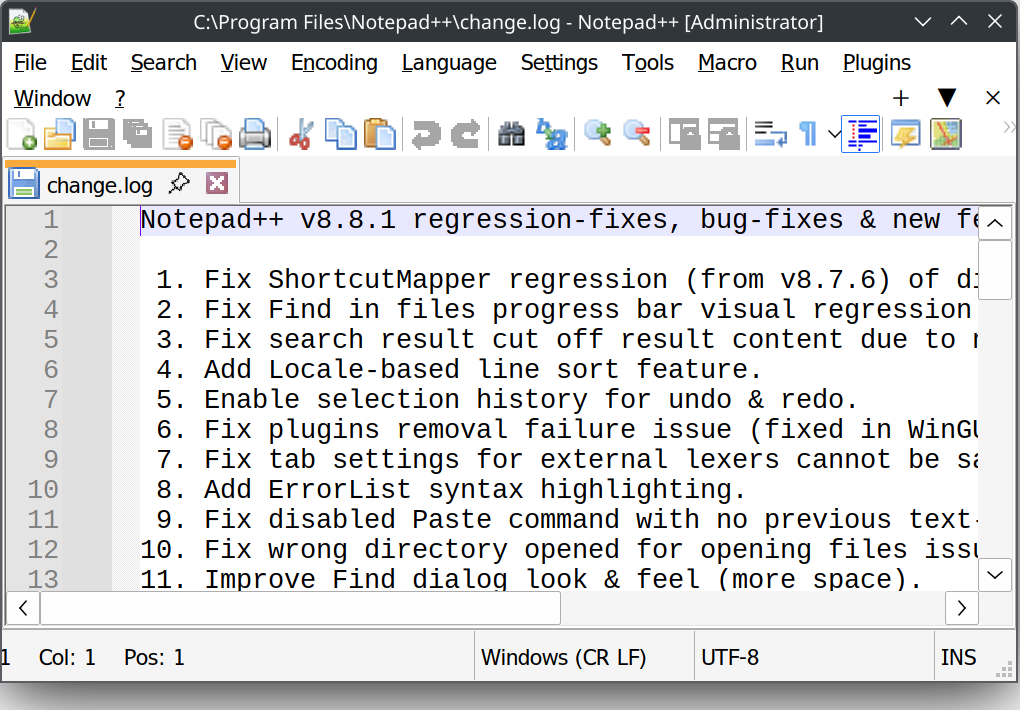 C:\Program Files\Notepad++\change.log - Notepad++ [Administrator]
File Edit Search View Encoding Language Settings Tools Macro Run Plugins
Window ?
change.log
1 Notepad++ v8.8.1 regression-fixes, bug-fixes & new
2
3 1. Fix ShortcutMapper regression (from v8.7.6) of
4 2. Fix Find in files progress bar visual regression
5 3. Fix search result cut off result content due to
6 4. Add Locale-based line sort feature.
7 5. Enable selection history for undo & redo.
8 6. Fix plugins removal failure issue (fixed in
9 7. Fix tab settings for external lexers cannot be
10 8. Add ErrorList syntax highlighting.
11 9. Fix disabled Paste command with no previous
12 10. Fix wrong directory opened for opening files
13 11. Improve Find dialog look & feel (more space).
1 Col: 1 Pos: 1 Windows (CR LF) UTF-8 INS